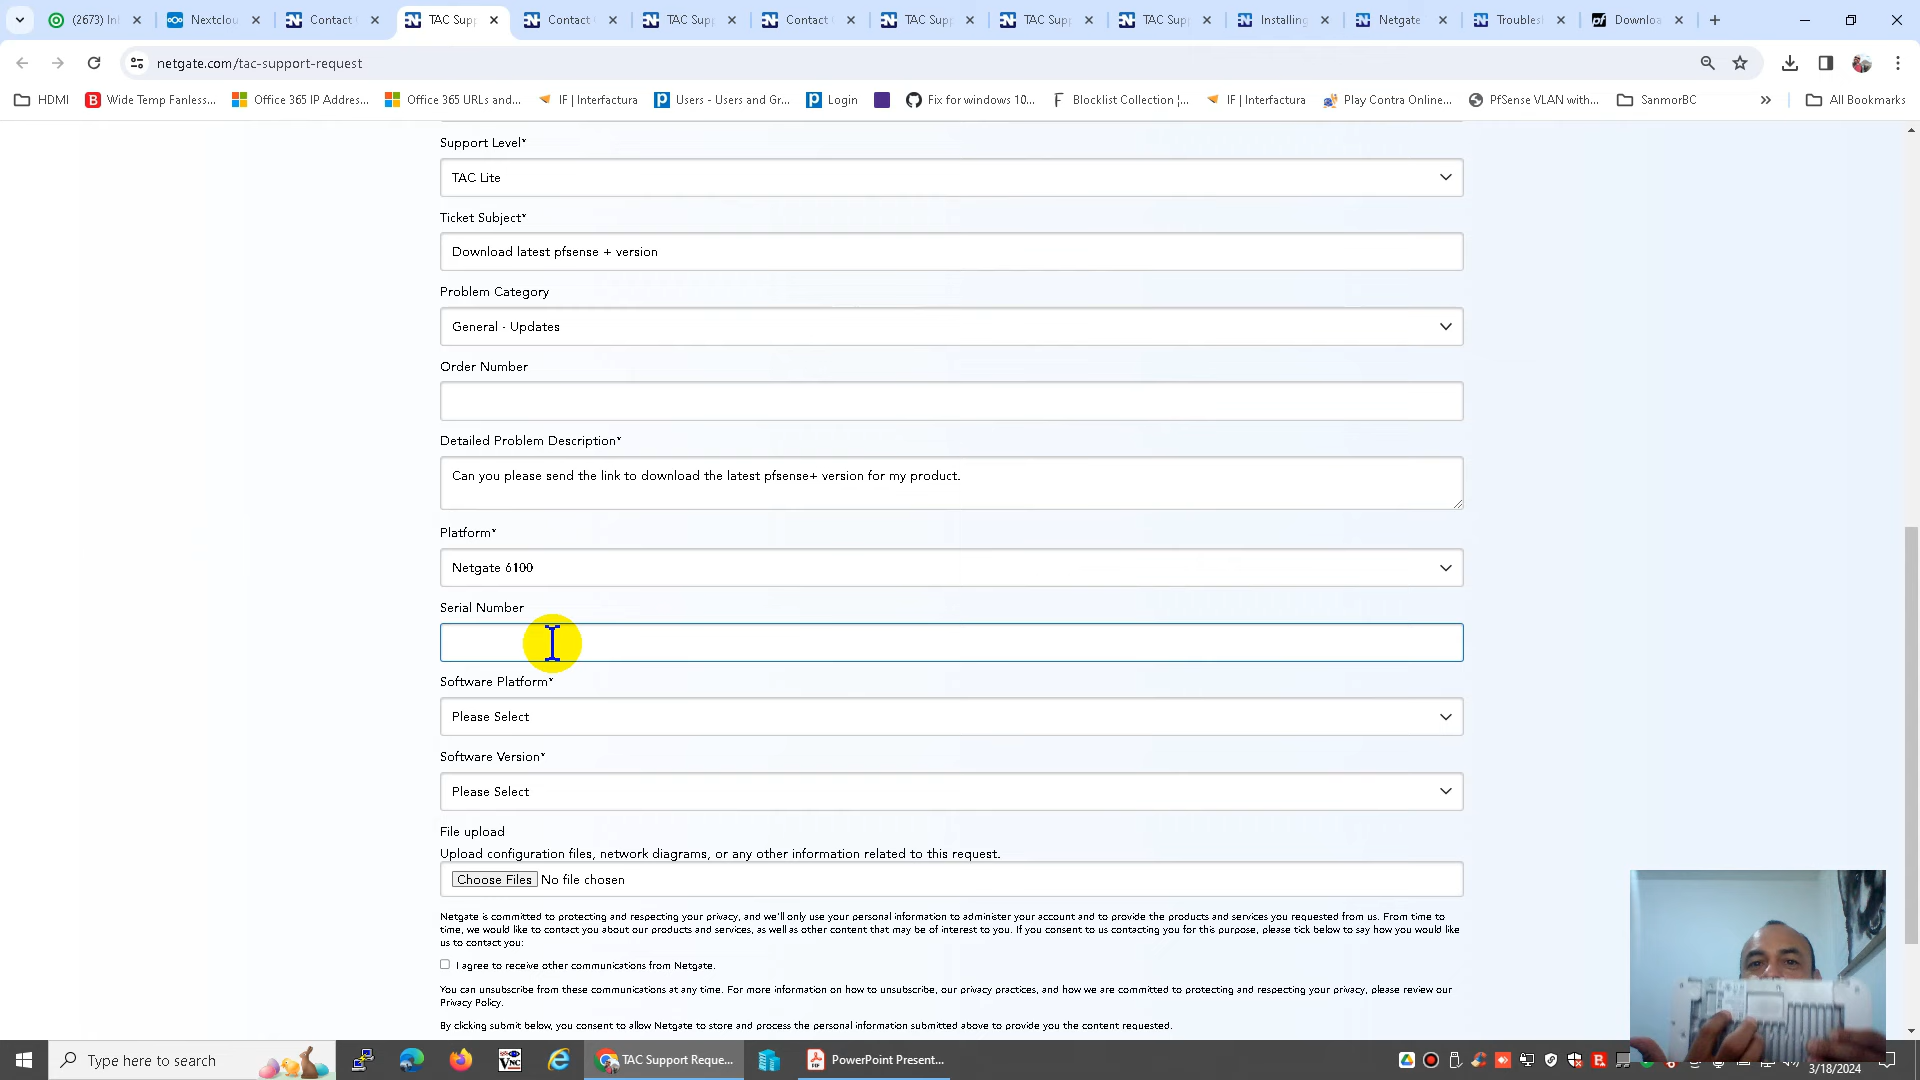 (2673) In
Nextclou
Contact
TAC Supp
Contact
TAC Supp
Contact
TAC Supp
TAC Supp
TAC Supp
Installing
Netgate
Troubles
Downloa
netgate.com/tac-support-request
HDMI
Wide Temp Fanless...
Office 365 IP Addres...
Office 365 URLs and...
IF | Interfactura
Users - Users and Gr...
Login
Fix for windows 10...
Blocklist Collection ¦...
IF | Interfactura
Play Contra Online...
PfSense VLAN with...
SanmorBC
All Bookmarks
Support Level*
TAC Lite
Ticket Subject*
Download latest pfsense + version
Problem Category
General - Updates
Order Number
Detailed Problem Description*
Can you please send the link to download the latest pfsense+ version for my product.
Platform*
Netgate 6100
Serial Number
Software Platform*
Please Select
Software Version*
Please Select
File upload
Upload configuration files, network diagrams, or any other information related to this request.
Choose Files No file chosen
Netgate is committed to protecting and respecting your privacy, and we'll only use your personal information to administer your account and to provide the products and services you requested from us. From time to
time, we would like to contact you about our products and services, as well as other content that may be of interest to you. If you consent to us contacting you for this purpose, please tick below to say how you would like
us to contact you:
I agree to receive other communications from Netgate.
You can unsubscribe from these communications at any time. For more information on how to unsubscribe, our privacy practices, and how we are committed to protecting and respecting your privacy, please review our
Privacy Policy.
By clicking submit below, you consent to allow Netgate to store and process the personal information submitted above to provide you the content requested.
Type here to search
TAC Support Reque...
PowerPoint Present...
3/18/2024